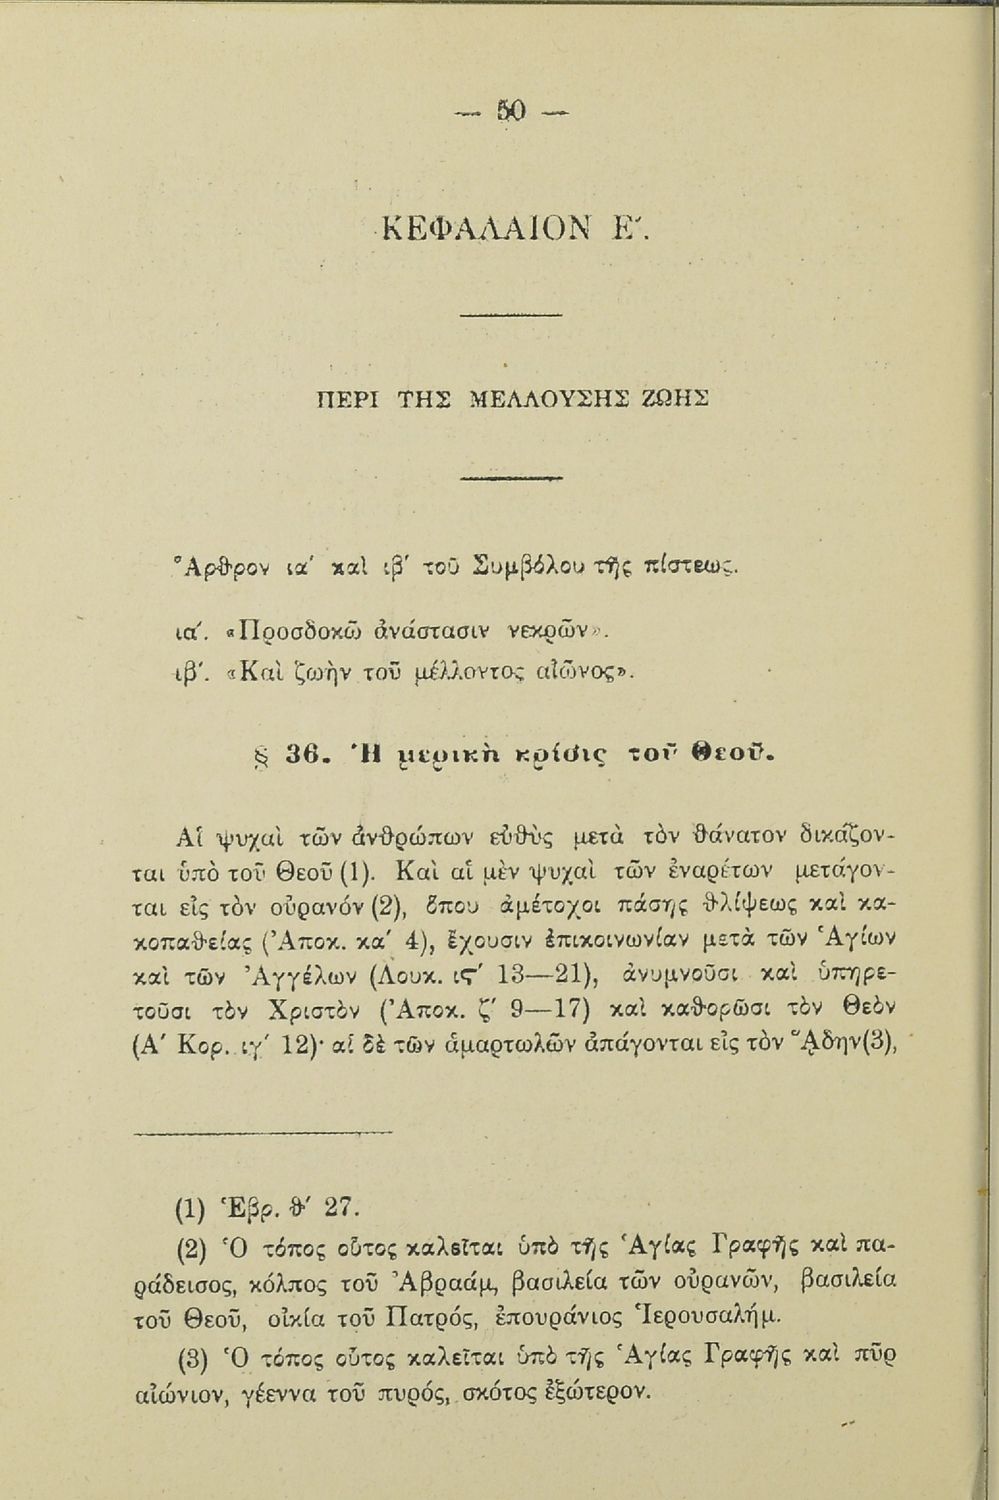 — 50 —
ΚΕΦΑΛΑΙΟΝ Ε΄.
ΠΕΡΙ ΤΗΣ ΜΕΛΛΟΥΣΗΣ ΖΩΗΣ
Ἄρθρον ια΄ καὶ ιβ΄ τοῦ Συμβόλου τῆς πίστεως.
ια΄. «Προσδοκῶ ἀνάστασιν νεκρῶν».
ιβ΄. «Καὶ ζωὴν τοῦ μέλλοντος αἰῶνος».
§ 36. Ἡ μερικὴ κρίσις τοῦ Θεοῦ.
Αἱ ψυχαὶ τῶν ἀνθρώπων εὐθὺς μετὰ τὸν θάνατον δικάζον-
ται ὑπὸ τοῦ Θεοῦ (1). Καὶ αἱ μὲν ψυχαὶ τῶν ἐναρέτων μετάγον-
ται εἰς τὸν οὐρανόν (2), ὅπου ἀμέτοχοι πάσης θλίψεως καὶ κα-
κοπαθείας (Ἀποκ. κα΄ 4), ἔχουσιν ἐπικοινωνίαν μετὰ τῶν Ἁγίων
καὶ τῶν Ἀγγέλων (Λουκ. ιϛ΄ 13—21), ἀνυμνοῦσι καὶ ὑπηρε-
τοῦσι τὸν Χριστὸν (Ἀποκ. ζ΄ 9—17) καὶ καθορῶσι τὸν Θεὸν
(Α΄ Κορ. ιγ΄ 12)· αἱ δὲ τῶν ἁμαρτωλῶν ἀπάγονται εἰς τὸν ᾍδην(3),
(1) Ἑβρ. θ΄ 27.
(2) Ὁ τόπος οὗτος καλεῖται ὑπὸ τῆς Ἁγίας Γραφῆς καὶ πα-
ράδεισος, κόλπος τοῦ Ἀβραάμ, βασιλεία τῶν οὐρανῶν, βασιλεία
τοῦ Θεοῦ, οἰκία τοῦ Πατρός, ἐπουράνιος Ἱερουσαλήμ.
(3) Ὁ τόπος οὗτος καλεῖται ὑπὸ τῆς Ἁγίας Γραφῆς καὶ πῦρ
αἰώνιον, γέεννα τοῦ πυρός, σκότος ἐξώτερον.